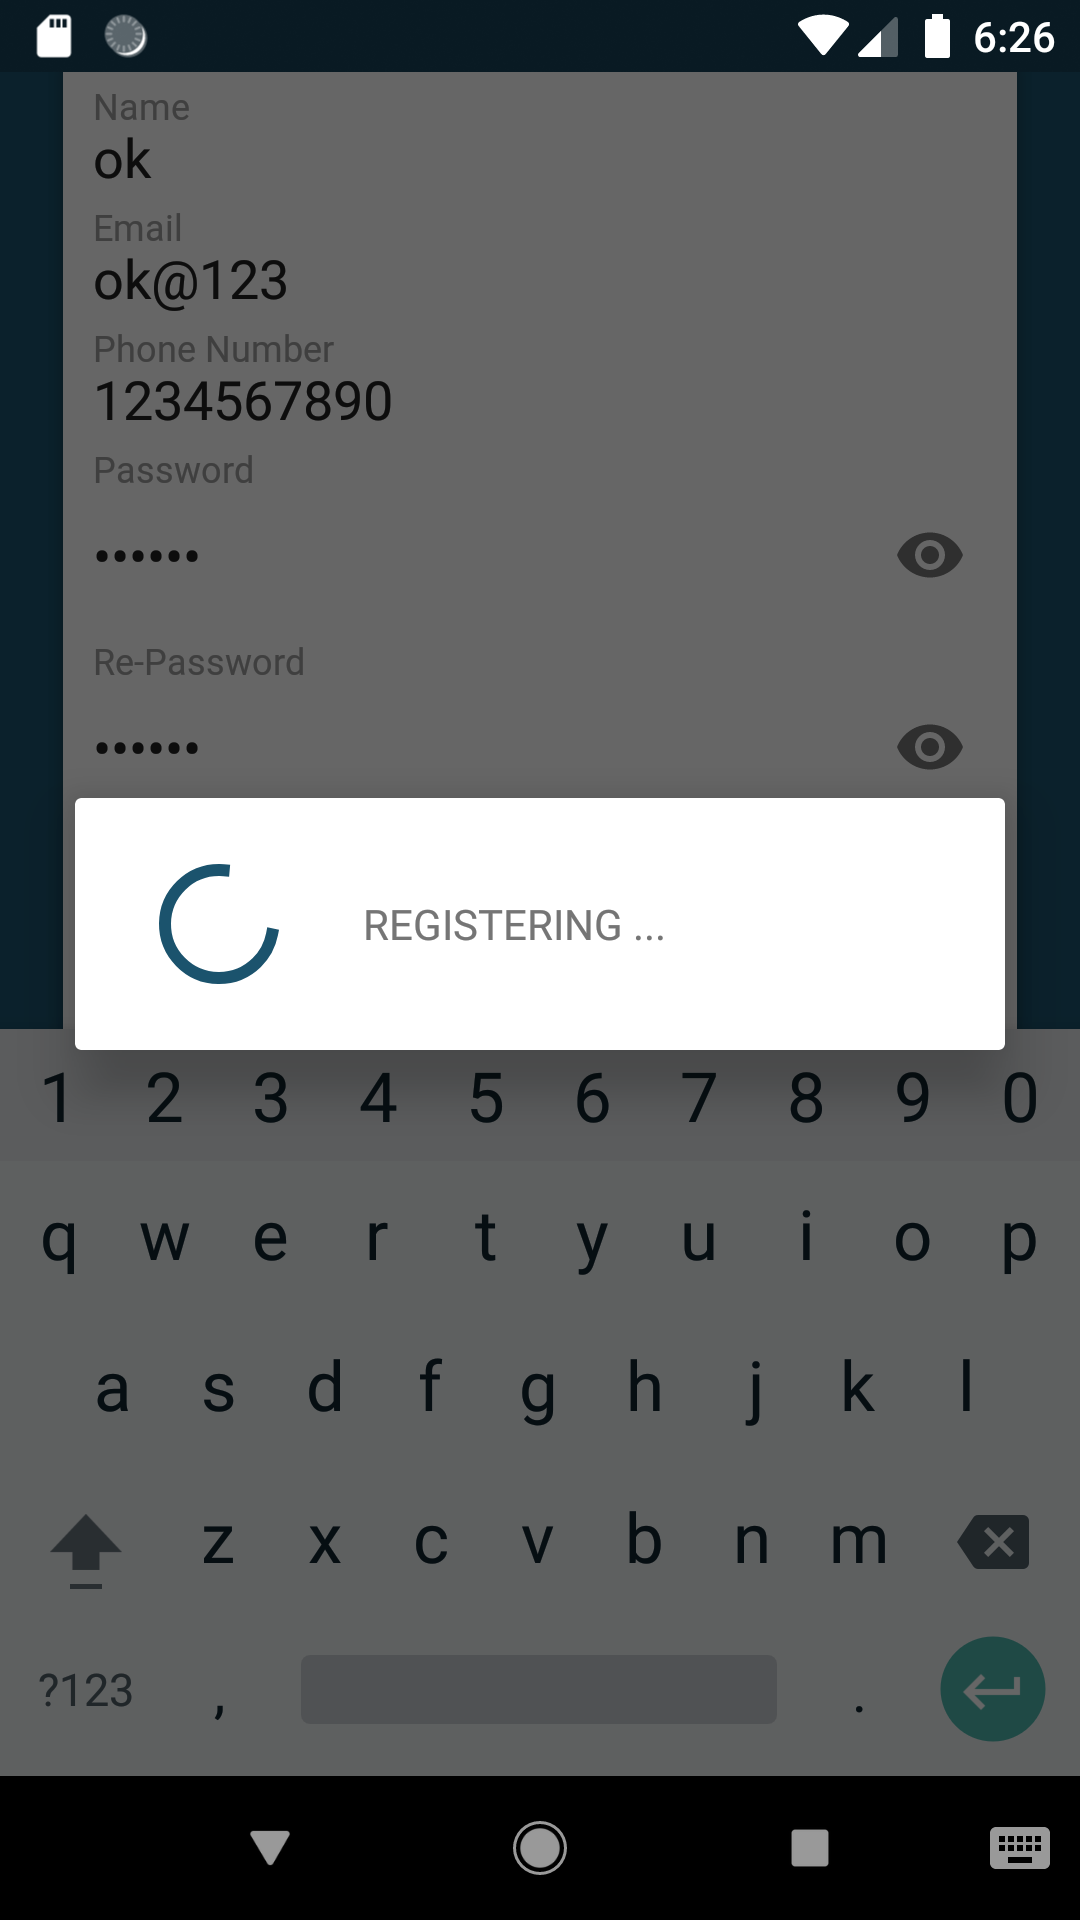 6:26
Name
ok
Email
ok@123
Phone Number
1234567890
Password
••••••
Re-Password
••••••
REGISTERING ...
1 2 3 4 5 6 7 8 9 0
q w e r t y u i o p
a s d f g h j k l
z x c v b n m
?123 , .